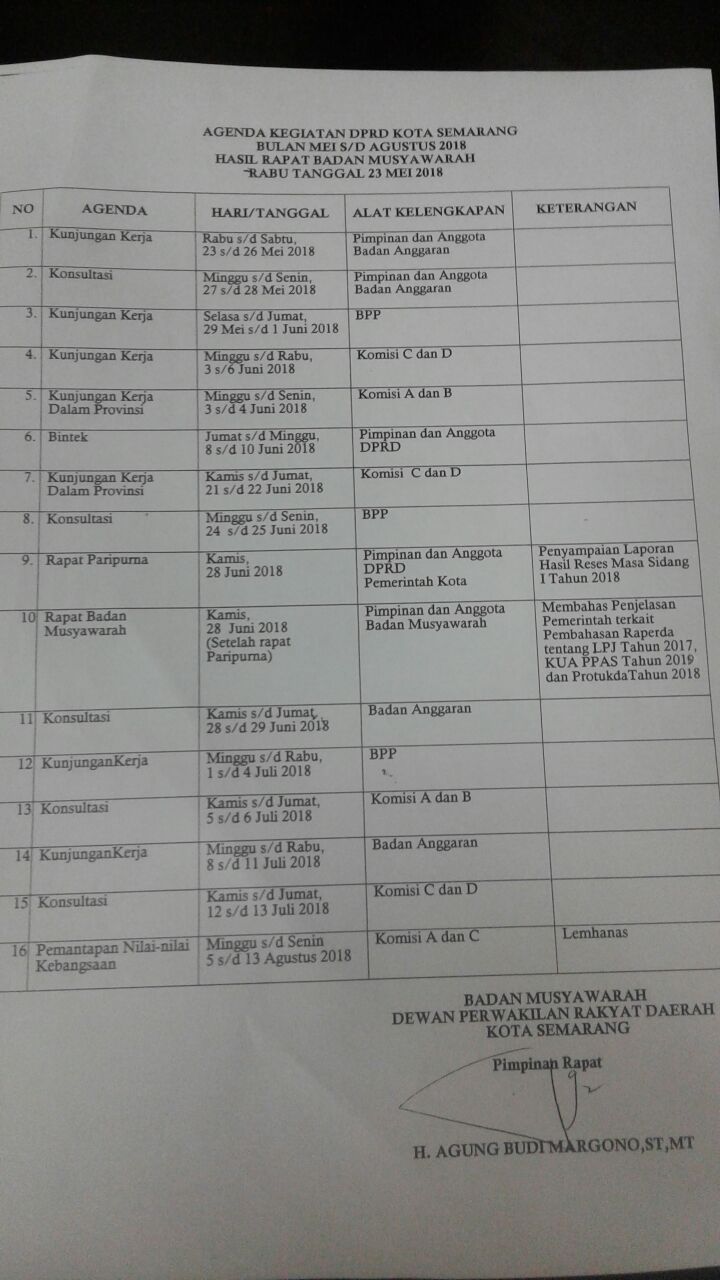 AGENDA KEGIATAN DPRD KOTA SEMARANG
BULAN MEI S/D AGUSTUS 2018
HASIL RAPAT BADAN MUSYAWARAH
RABU TANGGAL 23 MEI 2018
NO AGENDA HARI/TANGGAL ALAT KELENGKAPAN KETERANGAN
1. Kunjungan Kerja Rabu s/d Sabtu, Pimpinan dan Anggota
23 s/d 26 Mei 2018 Badan Anggaran
2. Konsultasi Minggu s/d Senin, Pimpinan dan Anggota
27 s/d 28 Mei 2018 Badan Anggaran
3. Kunjungan Kerja Selasa s/d Jumat, BPP
29 Mei s/d 1 Juni 2018
4. Kunjungan Kerja Minggu s/d Rabu, Komisi C dan D
3 s/6 Juni 2018
5. Kunjungan Kerja Minggu s/d Senin, Komisi A dan B
Dalam Provinsi 3 s/d 4 Juni 2018
6. Bintek Jumat s/d Minggu, Pimpinan dan Anggota
8 s/d 10 Juni 2018 DPRD
7. Kunjungan Kerja Kamis s/d Jumat, Komisi C dan D
Dalam Provinsi 21 s/d 22 Juni 2018
8. Konsultasi Minggu s/d Senin, BPP
24 s/d 25 Juni 2018
9. Rapat Paripurna Kamis, Pimpinan dan Anggota Penyampaian Laporan
28 Juni 2018 DPRD Hasil Reses Masa Sidang
Pemerintah Kota I Tahun 2018
10 Rapat Badan Kamis, Pimpinan dan Anggota Membahas Penjelasan
Musyawarah 28 Juni 2018 Badan Musyawarah Pemerintah terkait
(Setelah rapat Pembahasan Raperda
Paripurna) tentang LPJ Tahun 2017,
KUA PPAS Tahun 2019
dan ProtukdaTahun 2018
11 Konsultasi Kamis s/d Jumat, Badan Anggaran
28 s/d 29 Juni 2018
12 KunjunganKerja Minggu s/d Rabu, BPP
1 s/d 4 Juli 2018
13 Konsultasi Kamis s/d Jumat, Komisi A dan B
5 s/d 6 Juli 2018
14 KunjunganKerja Minggu s/d Rabu, Badan Anggaran
8 s/d 11 Juli 2018
15 Konsultasi Kamis s/d Jumat, Komisi C dan D
12 s/d 13 Juli 2018
16 Pemantapan Nilai-nilai Minggu s/d Senin Komisi A dan C Lemhanas
Kebangsaan 5 s/d 13 Agustus 2018
BADAN MUSYAWARAH
DEWAN PERWAKILAN RAKYAT DAERAH
KOTA SEMARANG
Pimpinan Rapat
H. AGUNG BUDI MARGONO,ST,MT